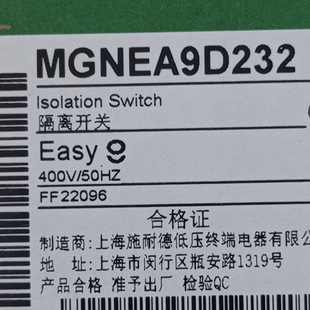 MGNEA9D232
Isolation Switch
隔离开关
Easy 9
400V/50HZ
FF22096
合格证
制造商:上海施耐德低压终端电器有限公
地 址:上海市闵行区瓶安路1319号
产品合格 准予出厂 检验QC